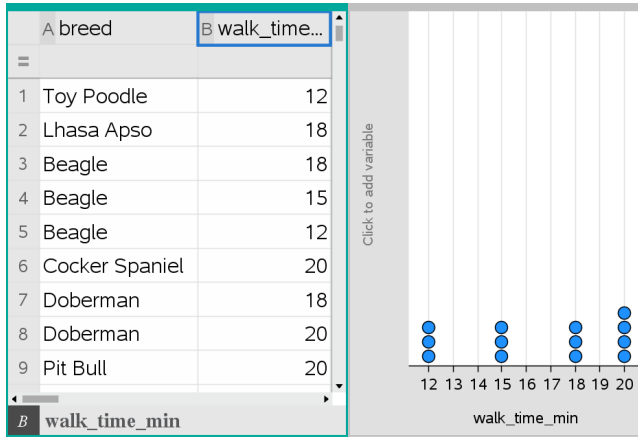 A breed B walk_time...
=
1 Toy Poodle 12
2 Lhasa Apso 18
3 Beagle 18
4 Beagle 15
5 Beagle 12
6 Cocker Spaniel 20
7 Doberman 18
8 Doberman 20
9 Pit Bull 20
B walk_time_min
Click to add variable
12 13 14 15 16 17 18 19 20
walk_time_min